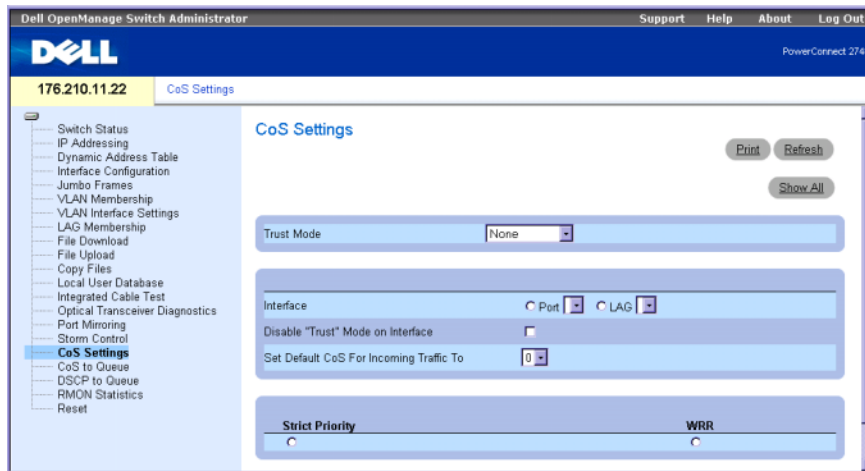 Dell OpenManage Switch Administrator
Support Help About Log Out
DELL
PowerConnect 274
176.210.11.22
CoS Settings
Switch Status
IP Addressing
Dynamic Address Table
Interface Configuration
Jumbo Frames
VLAN Membership
VLAN Interface Settings
LAG Membership
File Download
File Upload
Copy Files
Local User Database
Integrated Cable Test
Optical Transceiver Diagnostics
Port Mirroring
Storm Control
CoS Settings
CoS to Queue
DSCP to Queue
RMON Statistics
Reset
CoS Settings
Print Refresh
Show All
Trust Mode None
Interface Port LAG
Disable "Trust" Mode on Interface
Set Default CoS For Incoming Traffic To 0
Strict Priority WRR